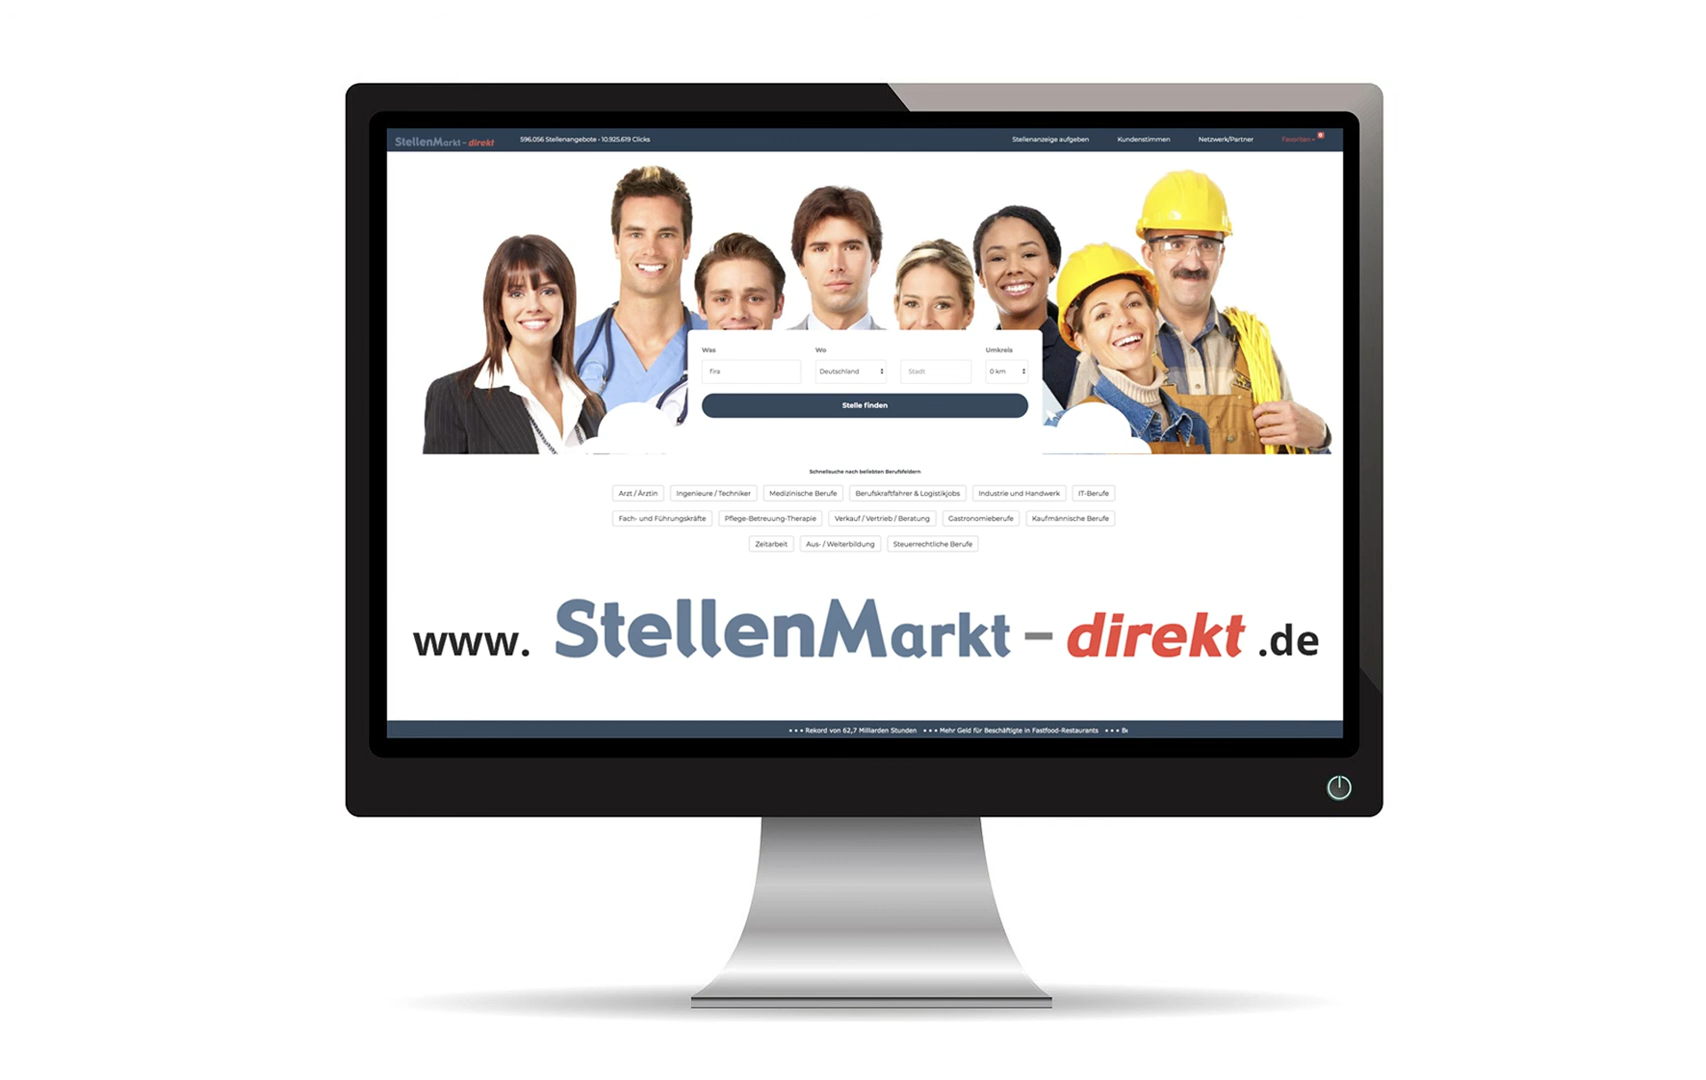 StellenMarkt - direkt 596.056 Stellenangebote • 10.925.619 Clicks Stellenanzeige aufgeben Kundenstimmen Netzwerk/Partner Favoriten
Was Wo Umkreis
fira Deutschland Stadt 0 km
Stelle finden
Schnellsuche nach beliebten Berufsfeldern
Arzt / Ärztin Ingenieure / Techniker Medizinische Berufe Berufskraftfahrer & Logistikjobs Industrie und Handwerk IT-Berufe
Fach- und Führungskräfte Pflege-Betreuung-Therapie Verkauf / Vertrieb / Beratung Gastronomieberufe Kaufmännische Berufe
Zeitarbeit Aus- / Weiterbildung Steuerrechtliche Berufe
www. StellenMarkt - direkt .de
• • • Rekord von 62,7 Milliarden Stunden • • • Mehr Geld für Beschäftigte in Fastfood-Restaurants • • •